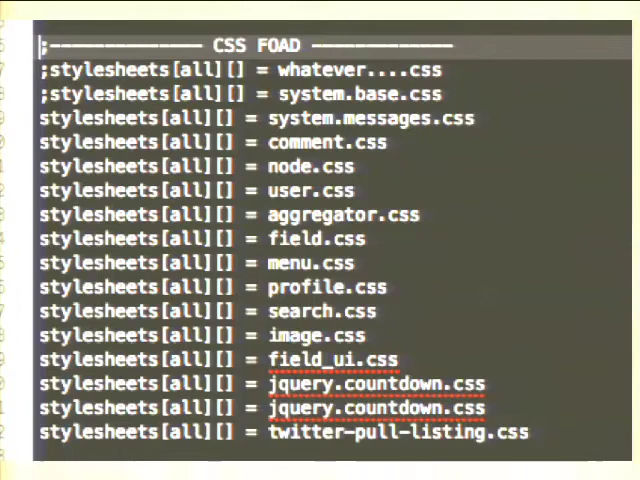 ;–––––––––––––– CSS FOAD –––––––––––––
;stylesheets[all][] = whatever....css
;stylesheets[all][] = system.base.css
stylesheets[all][] = system.messages.css
stylesheets[all][] = comment.css
stylesheets[all][] = node.css
stylesheets[all][] = user.css
stylesheets[all][] = aggregator.css
stylesheets[all][] = field.css
stylesheets[all][] = menu.css
stylesheets[all][] = profile.css
stylesheets[all][] = search.css
stylesheets[all][] = image.css
stylesheets[all][] = field_ui.css
stylesheets[all][] = jquery.countdown.css
stylesheets[all][] = jquery.countdown.css
stylesheets[all][] = twitter-pull-listing.css